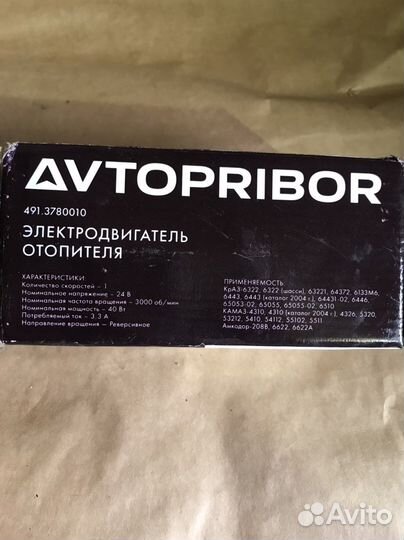 AVTOPRIBOR
491.3780010
ЭЛЕКТРОДВИГАТЕЛЬ
ОТОПИТЕЛЯ
ХАРАКТЕРИСТИКИ:
Количество скоростей – 1
Номинальное напряжение – 24 В
Номинальная частота вращения – 3000 об/мин
Номинальная мощность – 40 Вт
Потребляемый ток – 3.3 А
Направление вращения – Реверсивное
ПРИМЕНЯЕМОСТЬ
КрАЗ-6322, 6322 (шасси), 63221, 64372, 6133М6,
6443, 6443 (каталог 2004 г.), 64431-02, 6446,
65053-02, 65055, 65055-02, 6510
КАМАЗ-4310, 4310 (каталог 2004 г.), 4326, 5320,
53212, 5410, 54112, 55102, 5511
Амкодор-208В, 6622, 6622А
Avito